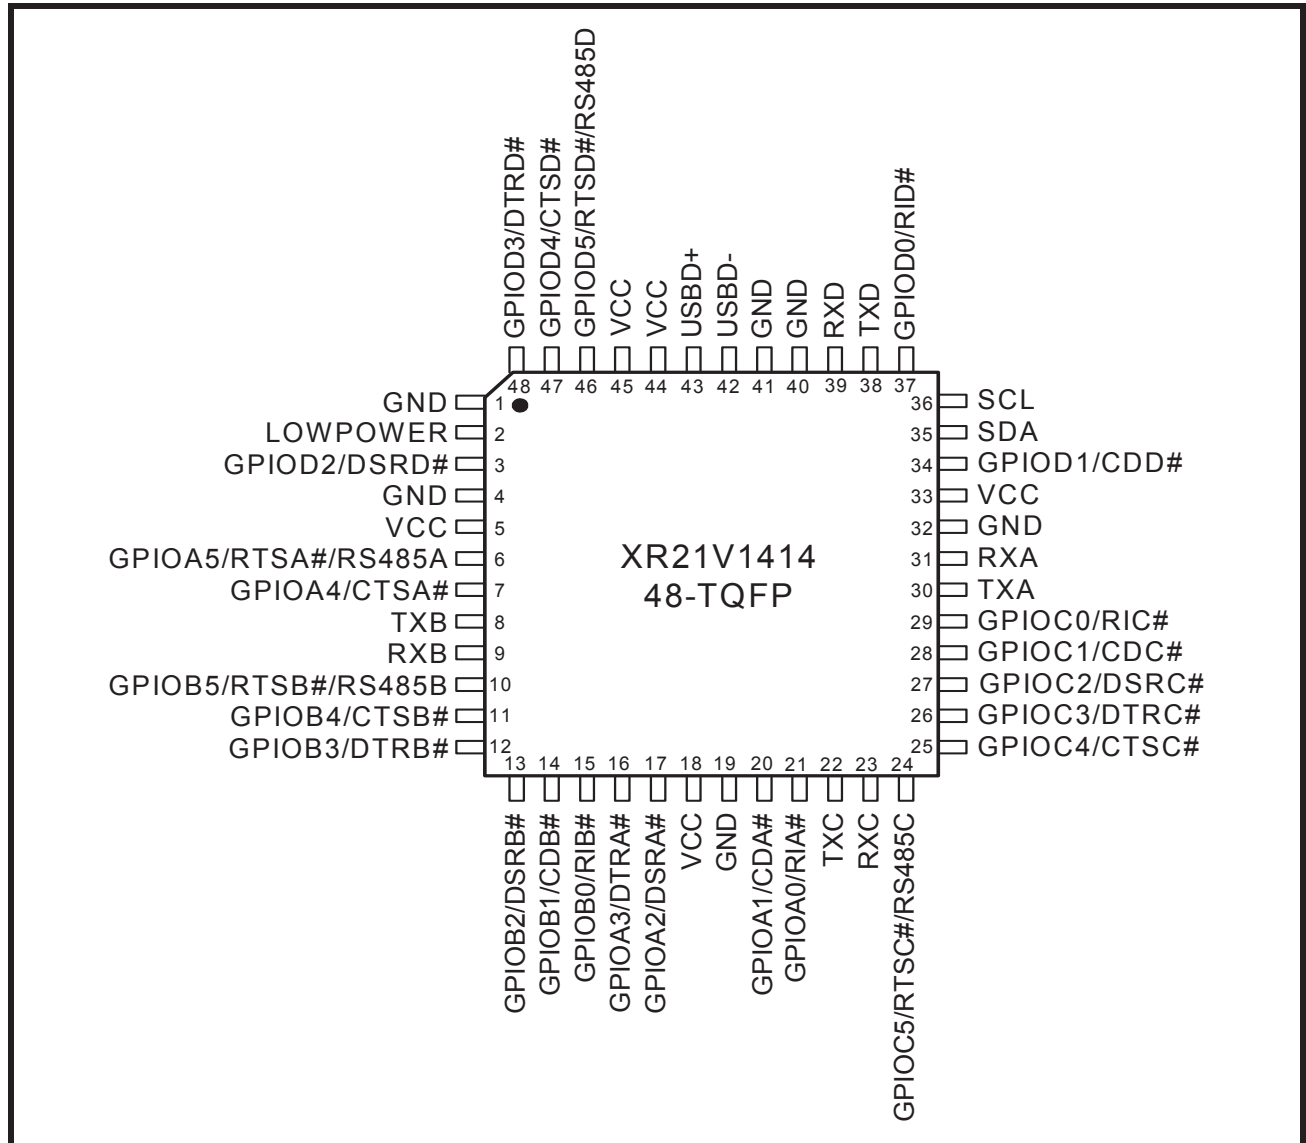 GPIOD3/DTRD#
GPIOD4/CTSD#
GPIOD5/RTSD#/RS485D
VCC
VCC
USBD+
USBD-
GND
GND
RXD
TXD
GPIOD0/RID#
48
47
46
45
44
43
42
41
40
39
38
37
GND 1
LOWPOWER 2
GPIOD2/DSRD# 3
GND 4
VCC 5
GPIOA5/RTSA#/RS485A 6
GPIOA4/CTSA# 7
TXB 8
RXB 9
GPIOB5/RTSB#/RS485B 10
GPIOB4/CTSB# 11
GPIOB3/DTRB# 12
XR21V1414
48-TQFP
36 SCL
35 SDA
34 GPIOD1/CDD#
33 VCC
32 GND
31 RXA
30 TXA
29 GPIOC0/RIC#
28 GPIOC1/CDC#
27 GPIOC2/DSRC#
26 GPIOC3/DTRC#
25 GPIOC4/CTSC#
13
14
15
16
17
18
19
20
21
22
23
24
GPIOB2/DSRB#
GPIOB1/CDB#
GPIOB0/RIB#
GPIOA3/DTRA#
GPIOA2/DSRA#
VCC
GND
GPIOA1/CDA#
GPIOA0/RIA#
TXC
RXC
GPIOC5/RTSC#/RS485C